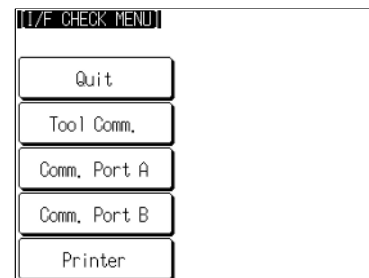 [I/F CHECK MENU]
Quit
Tool Comm.
Comm. Port A
Comm. Port B
Printer